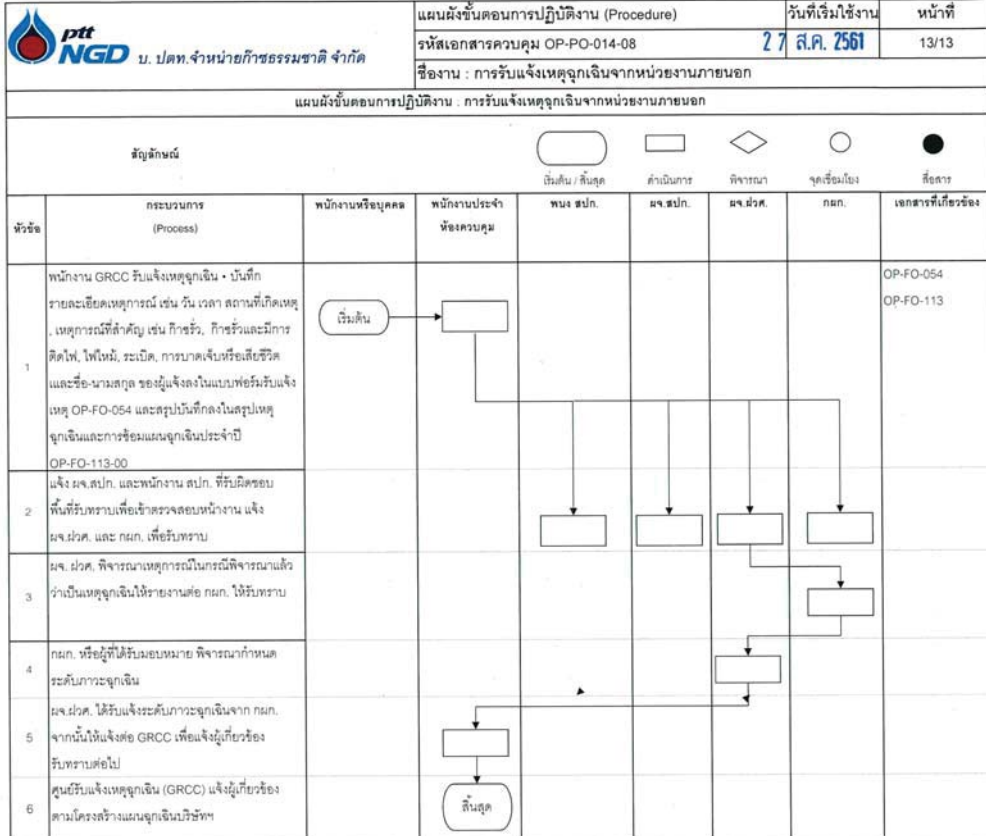 ptt
NGD บ. ปตท.จำหน่ายก๊าซธรรมชาติ จำกัด
แผนผังขั้นตอนการปฏิบัติงาน (Procedure)
วันที่เริ่มใช้งาน
หน้าที่
รหัสเอกสารควบคุม OP-PO-014-08
27 ส.ค. 2561
13/13
ชื่องาน : การรับแจ้งเหตุฉุกเฉินจากหน่วยงานภายนอก
แผนผังขั้นตอนการปฏิบัติงาน : การรับแจ้งเหตุฉุกเฉินจากหน่วยงานภายนอก
สัญลักษณ์
เริ่มต้น / สิ้นสุด
ดำเนินการ
พิจารณา
จุดเชื่อมโยง
สื่อสาร
หัวข้อ
กระบวนการ
(Process)
พนักงานหรือบุคคล
พนักงานประจำ
ห้องควบคุม
พนง สปก.
ผจ.สปก.
ผจ.ฝวศ.
กผก.
เอกสารที่เกี่ยวข้อง
1
พนักงาน GRCC รับแจ้งเหตุฉุกเฉิน • บันทึก
รายละเอียดเหตุการณ์ เช่น วัน เวลา สถานที่เกิดเหตุ
, เหตุการณ์ที่สำคัญ เช่น ก๊าซรั่ว, ก๊าซรั่วและมีการ
ติดไฟ, ไฟไหม้, ระเบิด, การบาดเจ็บหรือเสียชีวิต
และชื่อ-นามสกุล ของผู้แจ้งลงในแบบฟอร์มรับแจ้ง
เหตุ OP-FO-054 และสรุปบันทึกลงในสรุปเหตุ
ฉุกเฉินและการซ้อมแผนฉุกเฉินประจำปี
OP-FO-113-00
เริ่มต้น
OP-FO-054
OP-FO-113
2
แจ้ง ผจ.สปก. และพนักงาน สปก. ที่รับผิดชอบ
พื้นที่รับทราบเพื่อเข้าตรวจสอบหน้างาน แจ้ง
ผจ.ฝวศ. และ กผก. เพื่อรับทราบ
3
ผจ. ฝวศ. พิจารณาเหตุการณ์ในกรณีพิจารณาแล้ว
ว่าเป็นเหตุฉุกเฉินให้รายงานต่อ กผก. ให้รับทราบ
4
กผก. หรือผู้ที่ได้รับมอบหมาย พิจารณากำหนด
ระดับภาวะฉุกเฉิน
5
ผจ.ฝวศ. ได้รับแจ้งระดับภาวะฉุกเฉินจาก กผก.
จากนั้นให้แจ้งต่อ GRCC เพื่อแจ้งผู้เกี่ยวข้อง
รับทราบต่อไป
6
ศูนย์รับแจ้งเหตุฉุกเฉิน (GRCC) แจ้งผู้เกี่ยวข้อง
ตามโครงสร้างแผนฉุกเฉินบริษัทฯ
สิ้นสุด